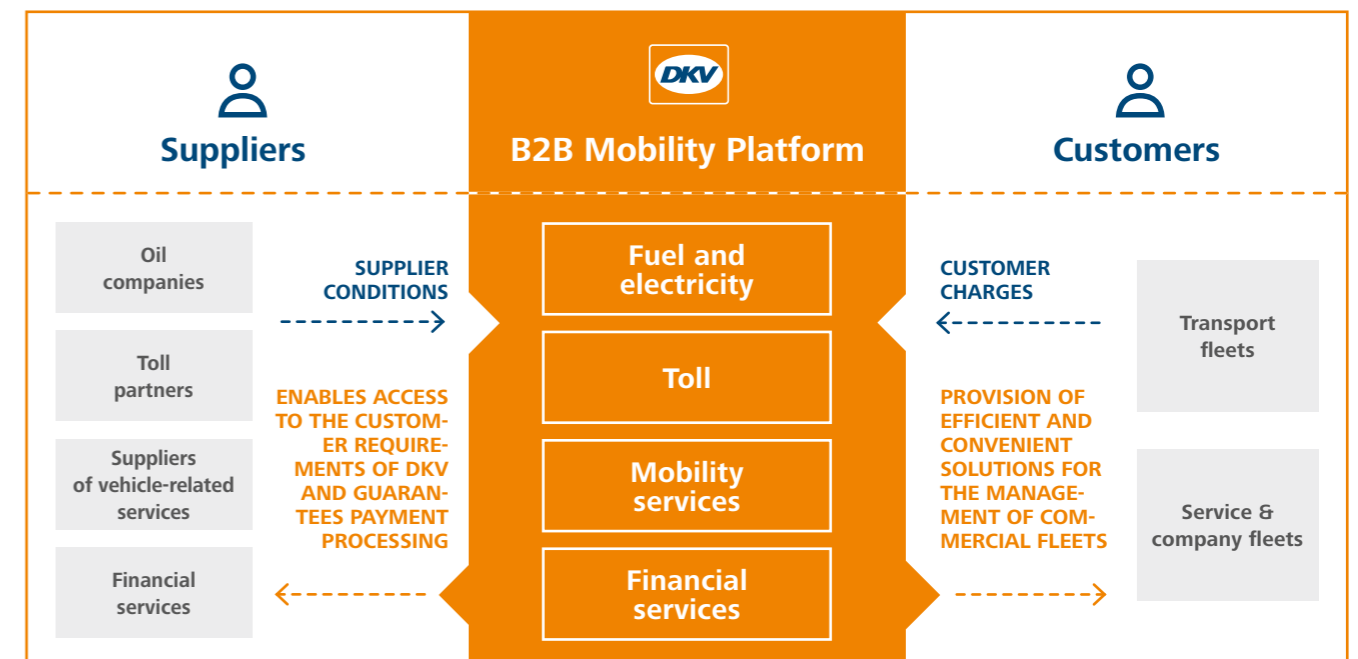 DKV
Suppliers
B2B Mobility Platform
Customers
Oil
companies
Toll
partners
Suppliers
of vehicle-related
services
Financial
services
SUPPLIER
CONDITIONS
ENABLES ACCESS
TO THE CUSTOM-
ER REQUIRE-
MENTS OF DKV
AND GUARAN-
TEES PAYMENT
PROCESSING
Fuel and
electricity
Toll
Mobility
services
Financial
services
CUSTOMER
CHARGES
PROVISION OF
EFFICIENT AND
CONVENIENT
SOLUTIONS FOR
THE MANAGE-
MENT OF COM-
MERCIAL FLEETS
Transport
fleets
Service &
company fleets